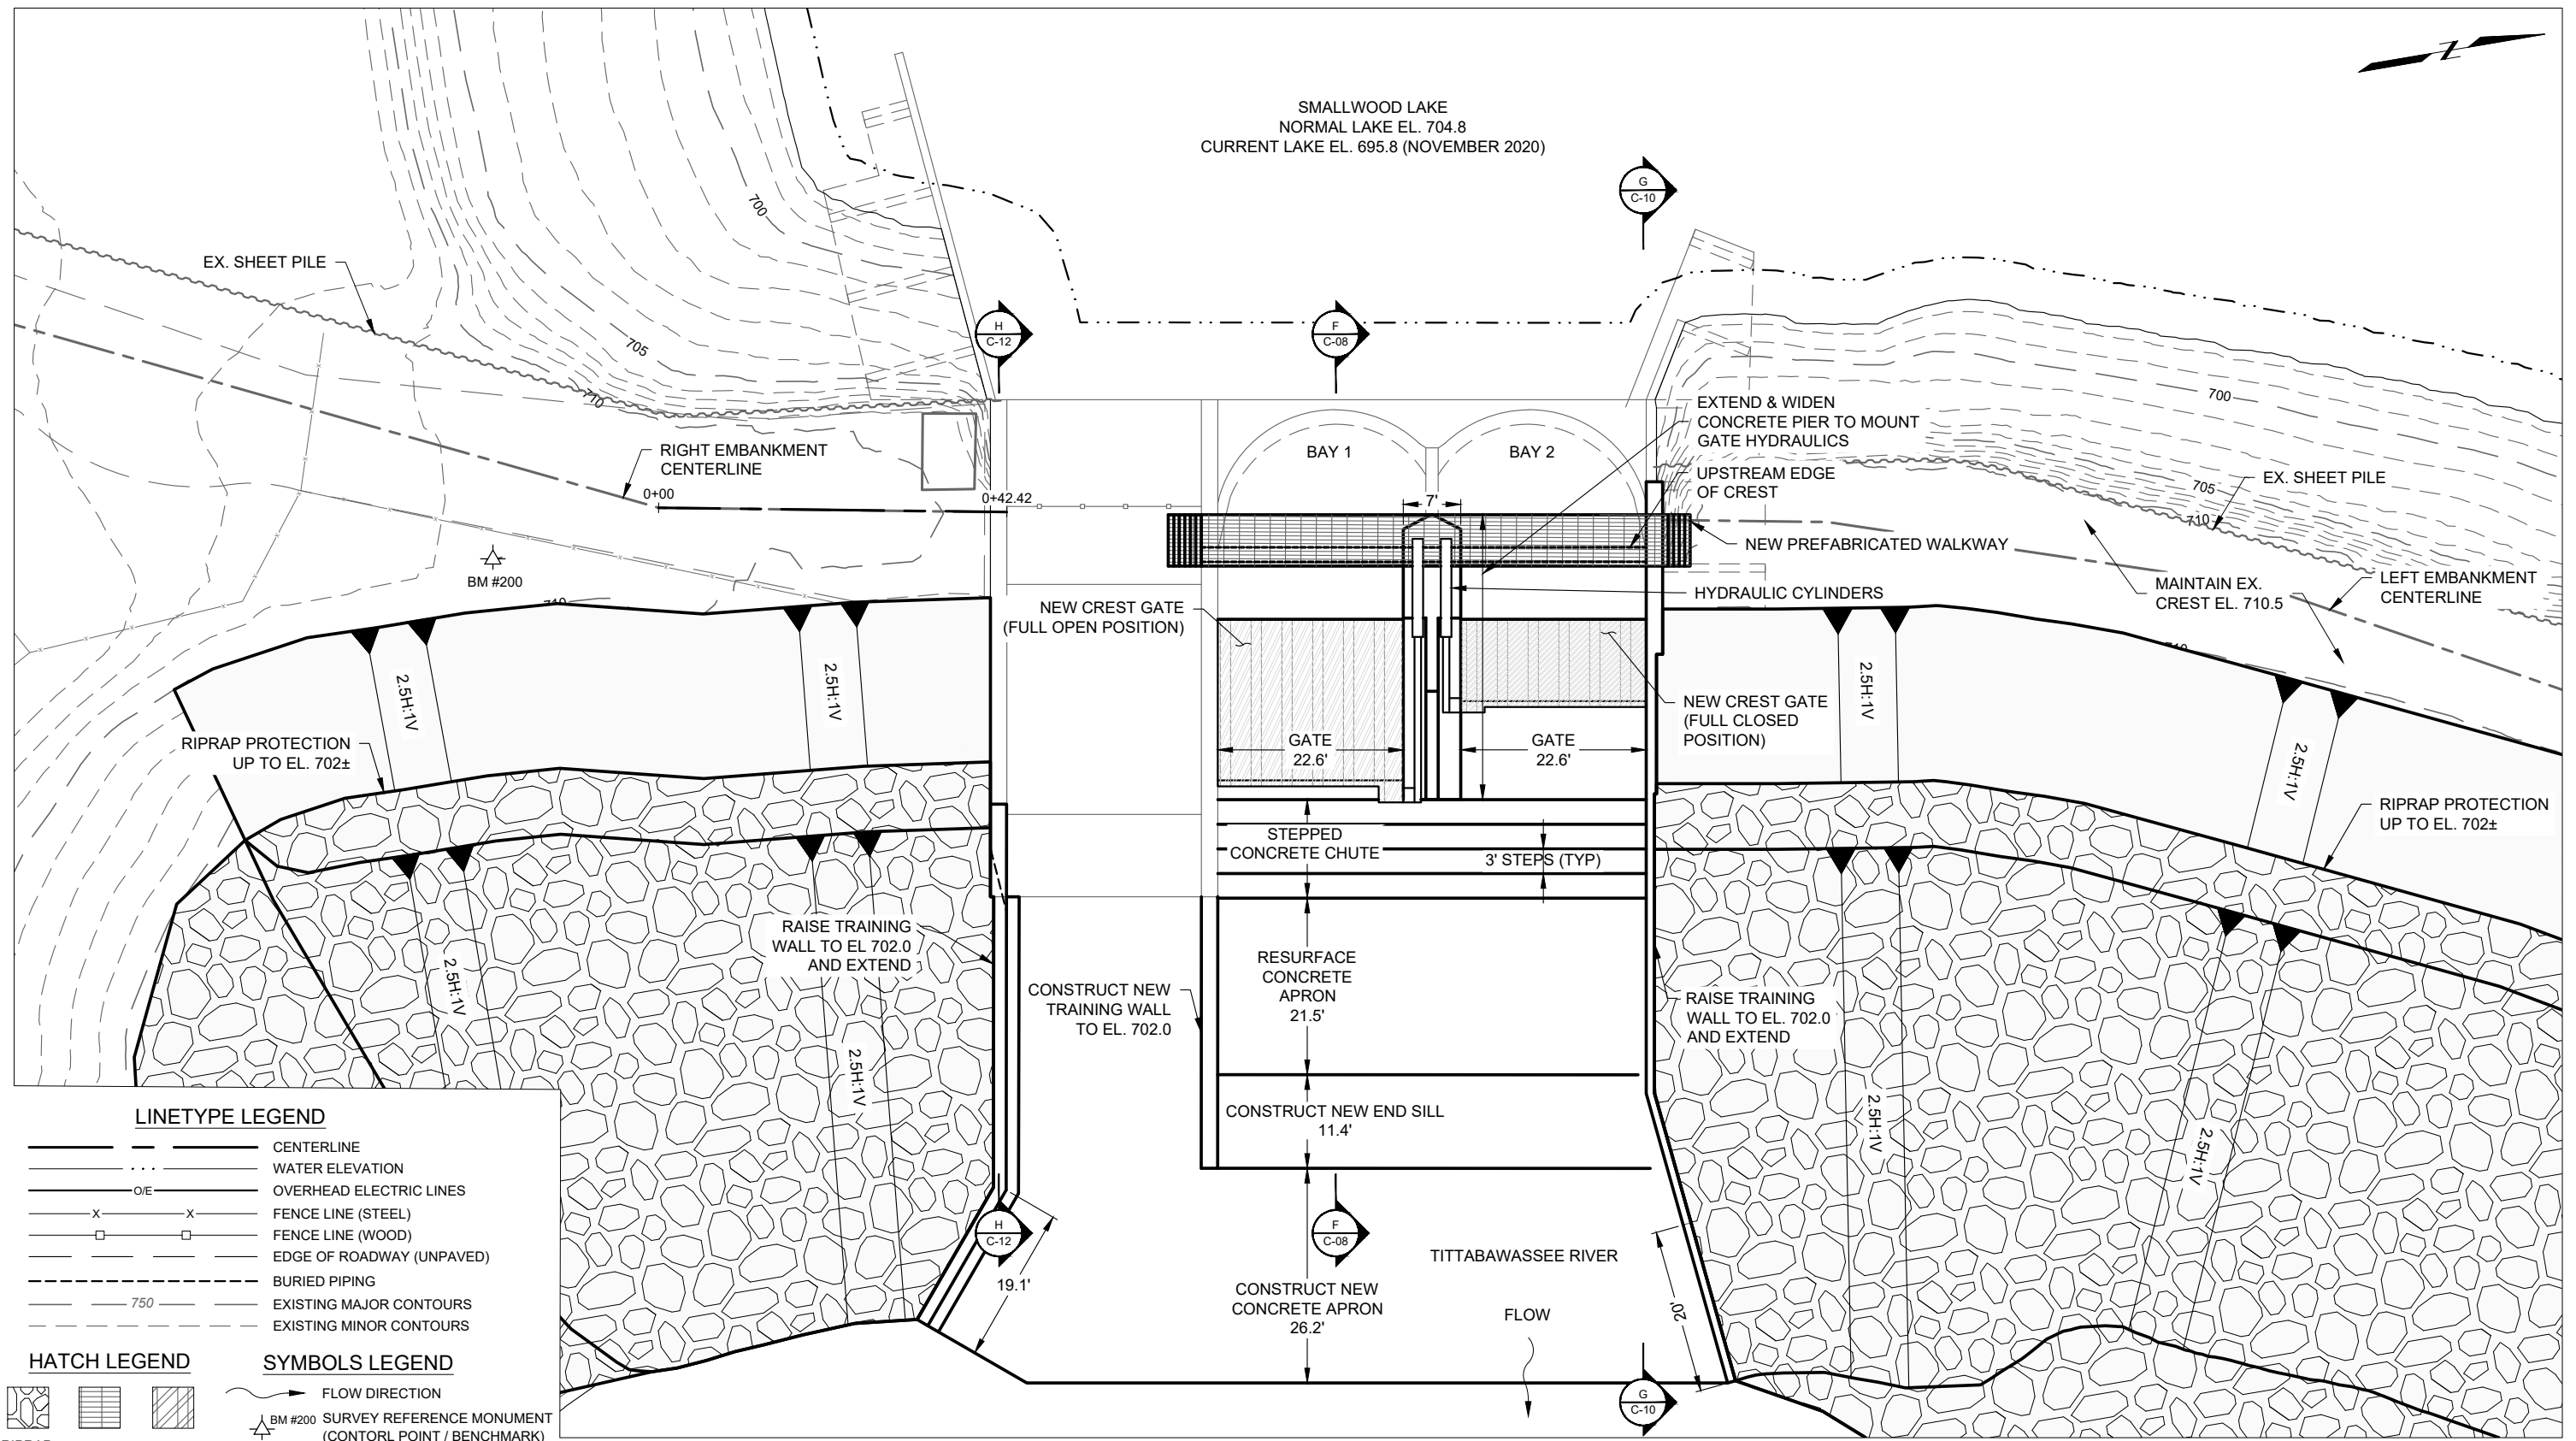 SMALLWOOD LAKE
NORMAL LAKE EL. 704.8
CURRENT LAKE EL. 695.8 (NOVEMBER 2020)
N
G
C-10
700
EX. SHEET PILE
H
C-12
F
C-08
705
710
700
EXTEND & WIDEN
CONCRETE PIER TO MOUNT
GATE HYDRAULICS
BAY 1
BAY 2
RIGHT EMBANKMENT
CENTERLINE
UPSTREAM EDGE
OF CREST
EX. SHEET PILE
705
710
0+00
0+42.42
7'
NEW PREFABRICATED WALKWAY
BM #200
MAINTAIN EX.
CREST EL. 710.5
LEFT EMBANKMENT
CENTERLINE
HYDRAULIC CYLINDERS
NEW CREST GATE
(FULL OPEN POSITION)
710
710
2.5H:1V
2.5H:1V
2.5H:1V
2.5H:1V
NEW CREST GATE
(FULL CLOSED
POSITION)
RIPRAP PROTECTION
UP TO EL. 702±
GATE
22.6'
GATE
22.6'
RIPRAP PROTECTION
UP TO EL. 702±
STEPPED
CONCRETE CHUTE
3' STEPS (TYP)
RAISE TRAINING
WALL TO EL 702.0
AND EXTEND
2.5H:1V
2.5H:1V
RESURFACE
CONCRETE
APRON
21.5'
CONSTRUCT NEW
TRAINING WALL
TO EL. 702.0
RAISE TRAINING
WALL TO EL. 702.0
AND EXTEND
2.5H:1V
2.5H:1V
CONSTRUCT NEW END SILL
11.4'
H
C-12
F
C-08
TITTABAWASSEE RIVER
19.1'
CONSTRUCT NEW
CONCRETE APRON
26.2'
FLOW
20'
G
C-10
LINETYPE LEGEND
CENTERLINE
WATER ELEVATION
O/E
OVERHEAD ELECTRIC LINES
X X
FENCE LINE (STEEL)
FENCE LINE (WOOD)
EDGE OF ROADWAY (UNPAVED)
BURIED PIPING
750
EXISTING MAJOR CONTOURS
EXISTING MINOR CONTOURS
HATCH LEGEND
SYMBOLS LEGEND
FLOW DIRECTION
BM #200
SURVEY REFERENCE MONUMENT
(CONTORL POINT / BENCHMARK)